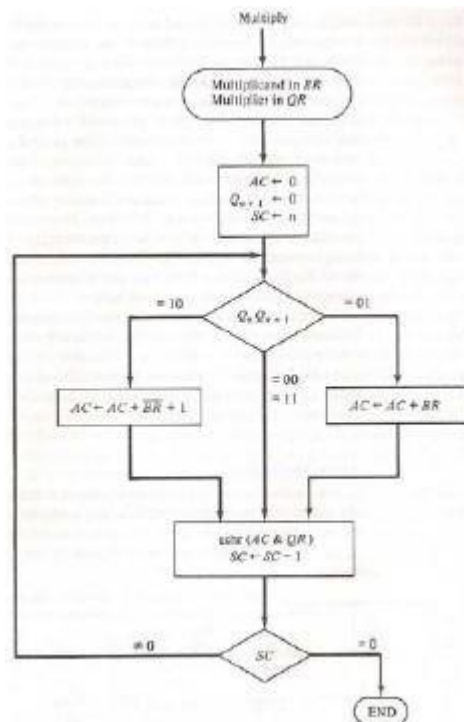 Multiply
Multiplicand in BR
Multiplier in QR
AC ← 0
Qn+1 ← 0
SC ← n
= 10
= 01
QnQn+1
= 00
= 11
AC ← AC + B̅R̅ + 1
AC ← AC + BR
ashr (AC & QR)
SC ← SC − 1
≠ 0
= 0
SC
END